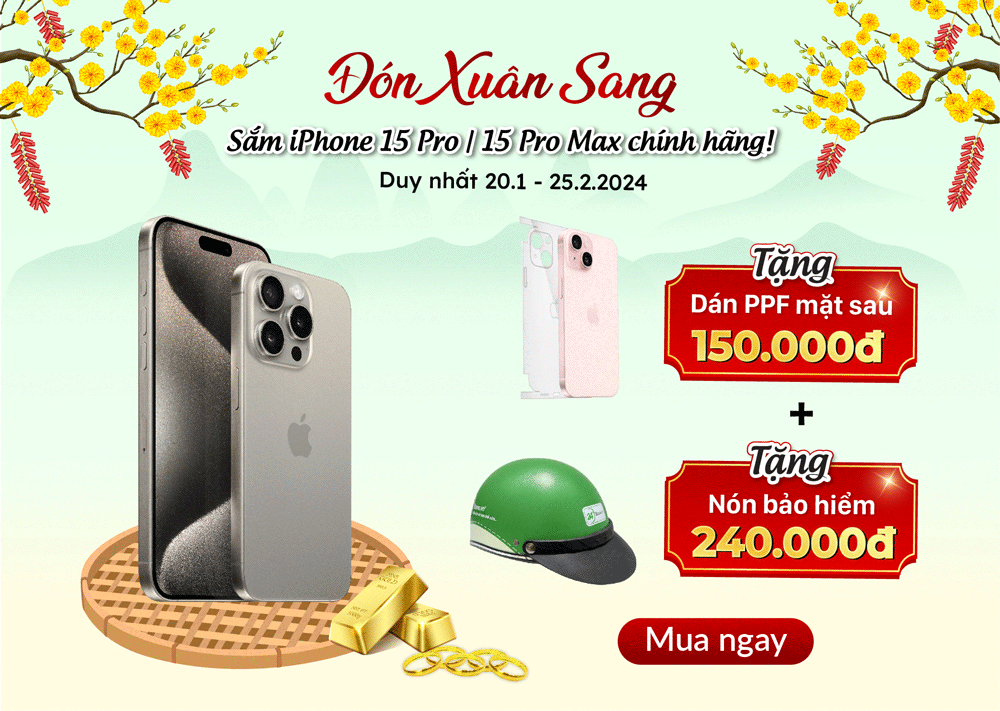 Đón Xuân Sang
Sắm iPhone 15 Pro / 15 Pro Max chính hãng!
Duy nhất 20.1 - 25.2.2024
Tặng
Dán PPF mặt sau
150.000đ
+
Tặng
Nón bảo hiểm
240.000đ
Mua ngay